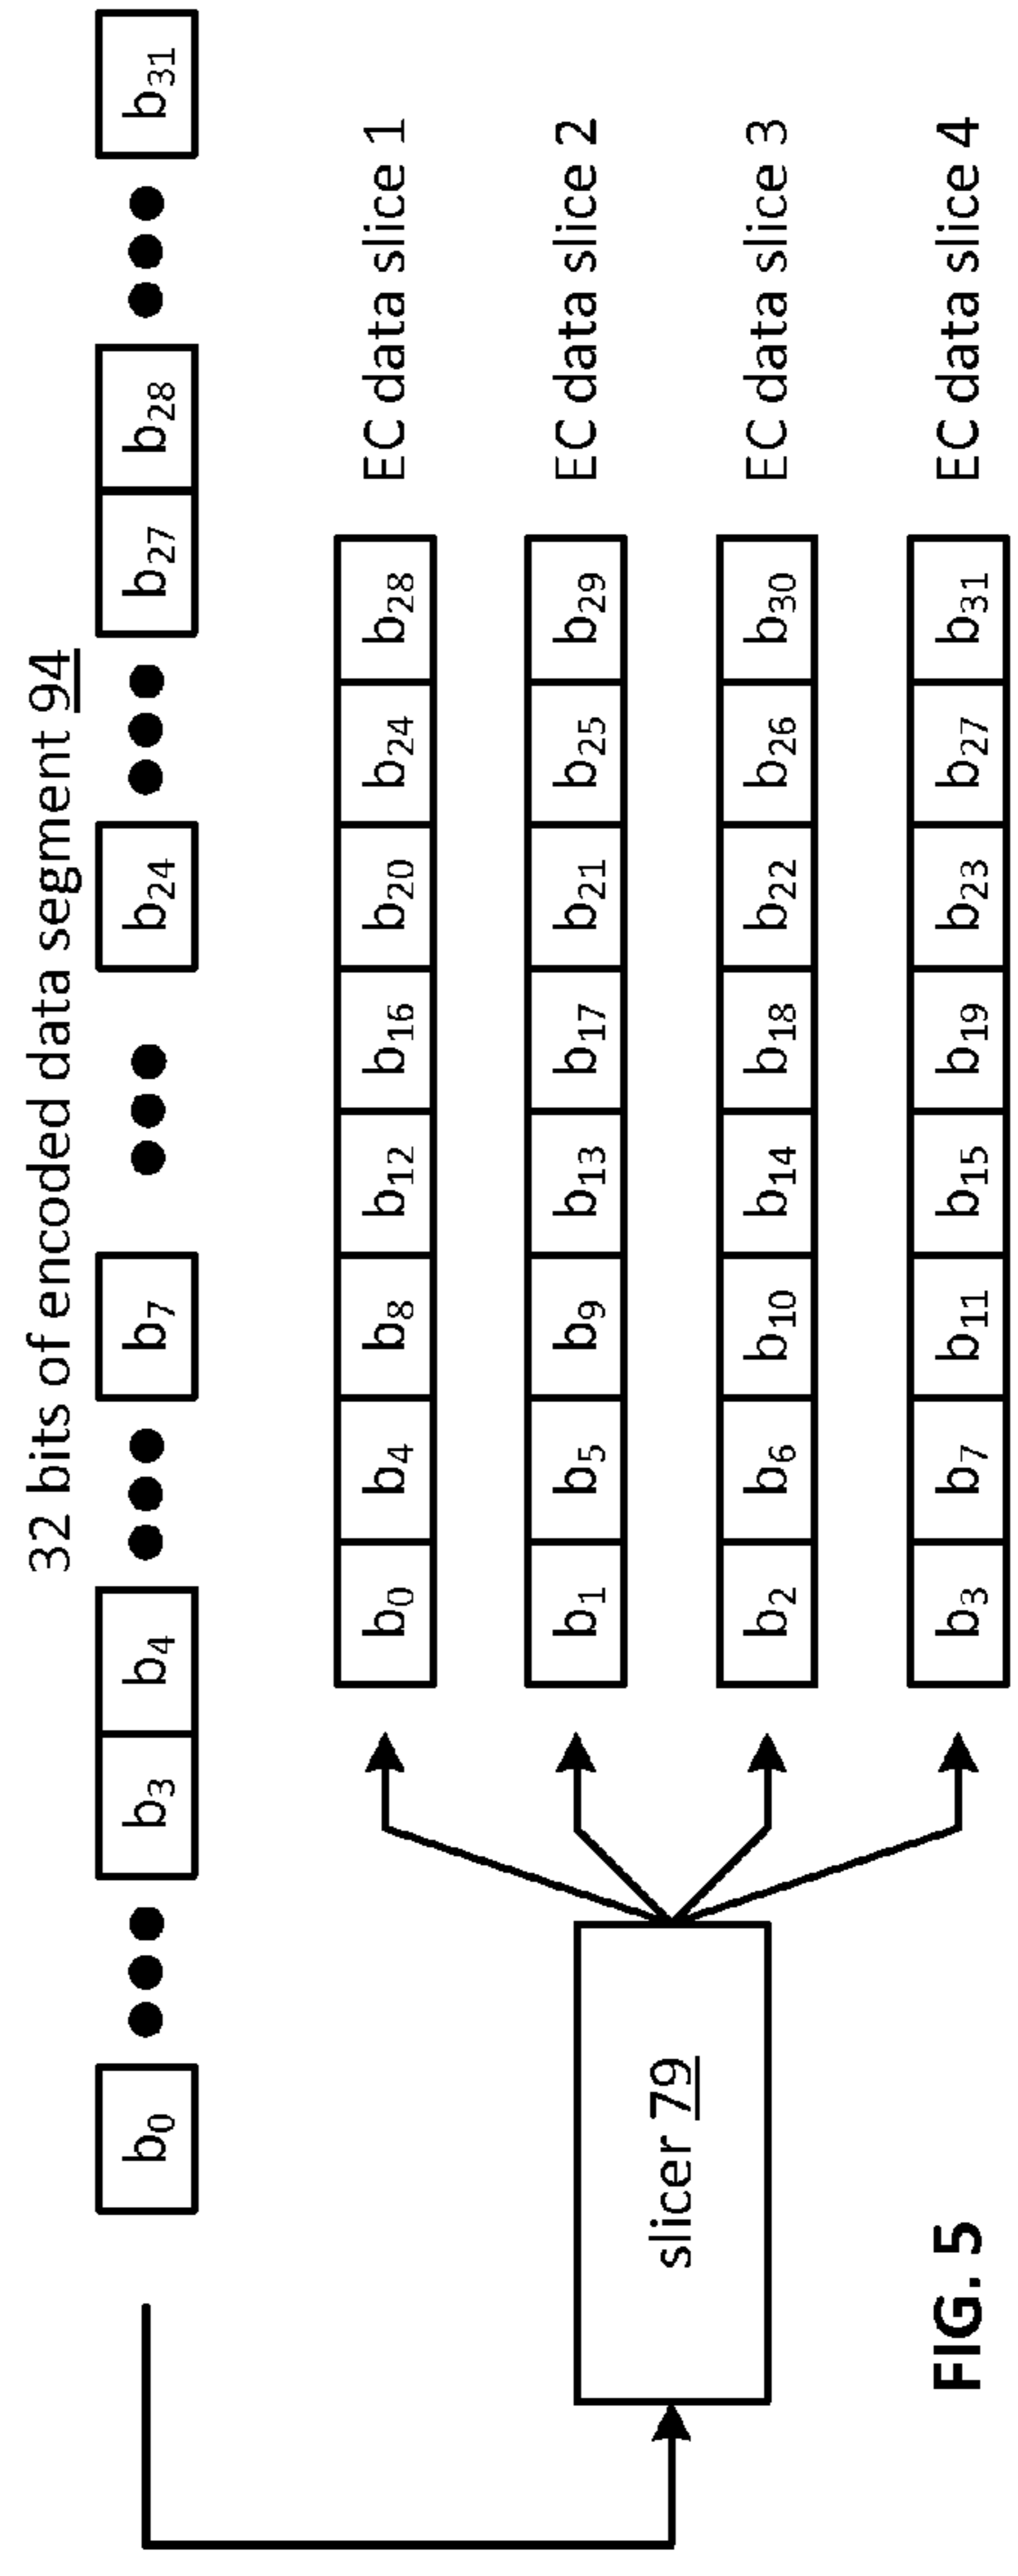 32 bits of encoded data segment 94
b0 ••• b3 b4 ••• b7 ••• b24 ••• b27 b28 ••• b31
b0 b4 b8 b12 b16 b20 b24 b28 EC data slice 1
b1 b5 b9 b13 b17 b21 b25 b29 EC data slice 2
slicer 79
b2 b6 b10 b14 b18 b22 b26 b30 EC data slice 3
b3 b7 b11 b15 b19 b23 b27 b31 EC data slice 4
FIG. 5